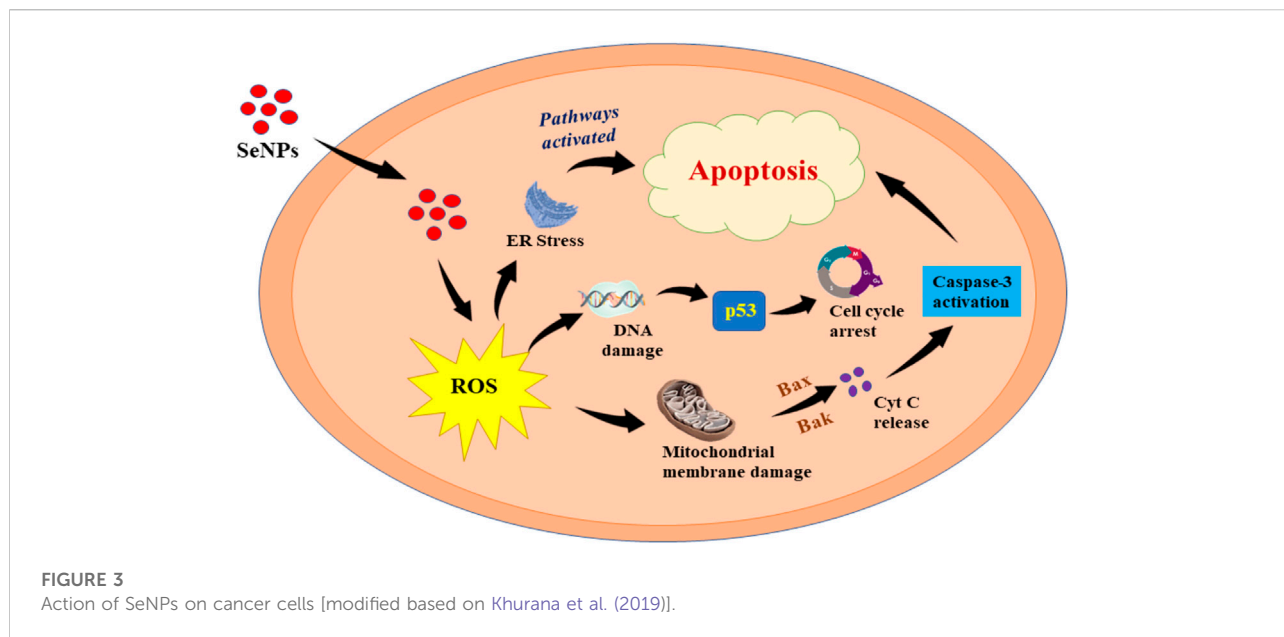 SeNPs
Pathways
activated
Apoptosis
ER Stress
ROS
DNA
damage
p53
G₁
M
S
Cell cycle
arrest
Caspase-3
activation
Mitochondrial
membrane damage
Bax
Bak
Cyt C
release
FIGURE 3
Action of SeNPs on cancer cells [modified based on Khurana et al. (2019)].